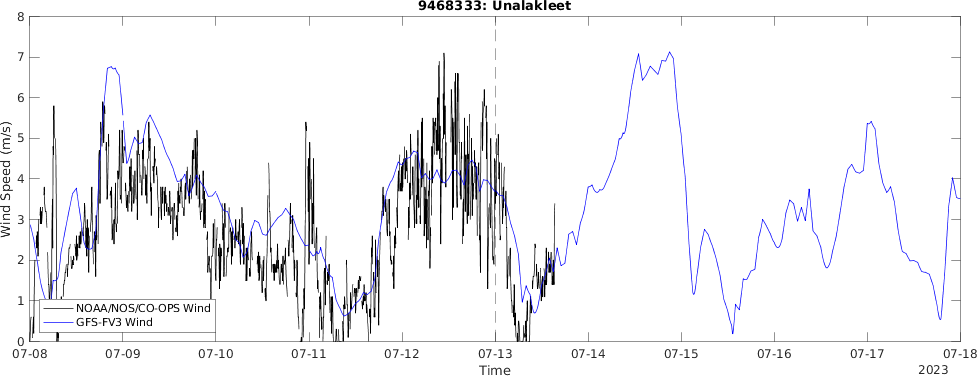 9468333: Unalakleet
8
7
6
5
4
3
2
1
0
Wind Speed (m/s)
NOAA/NOS/CO-OPS Wind
GFS-FV3 Wind
07-08 07-09 07-10 07-11 07-12 07-13 07-14 07-15 07-16 07-17 07-18
Time
2023